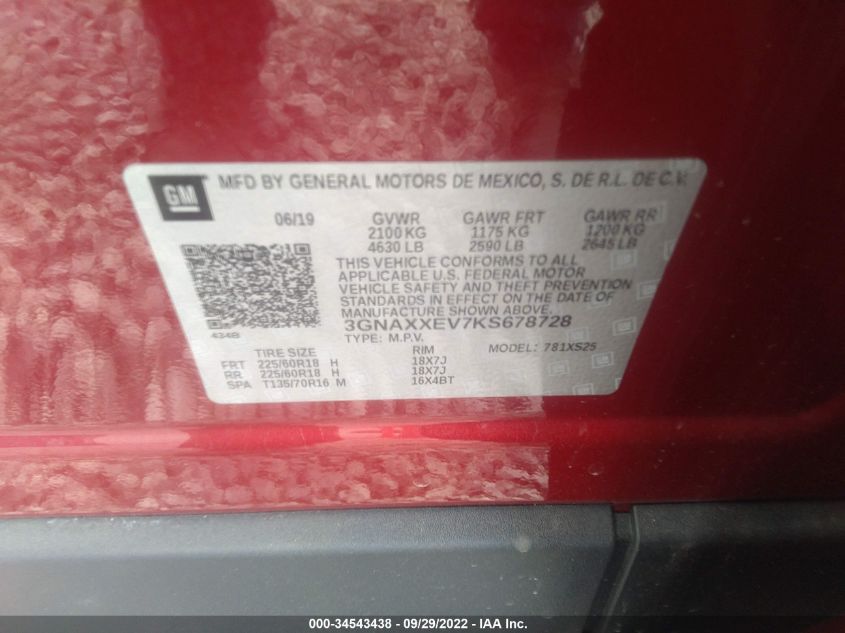 GM
MFD BY GENERAL MOTORS DE MEXICO, S. DE R.L. DE C.V.
06/19 GVWR GAWR FRT GAWR RR
2100 KG 1175 KG 1200 KG
4630 LB 2590 LB 2645 LB
THIS VEHICLE CONFORMS TO ALL
APPLICABLE U.S. FEDERAL MOTOR
VEHICLE SAFETY AND THEFT PREVENTION
STANDARDS IN EFFECT ON THE DATE OF
MANUFACTURE SHOWN ABOVE.
434B
3GNAXXEV7KS678728
TYPE: M.P.V. MODEL: 781XS25
TIRE SIZE RIM
FRT 225/60R18 H 18X7J
RR 225/60R18 H 18X7J
SPA T135/70R16 M 16X4BT
000-34543438 - 09/29/2022 - IAA Inc.